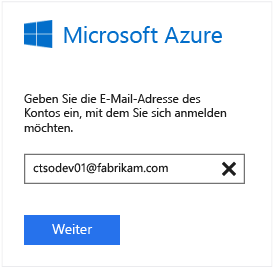 Microsoft Azure
Geben Sie die E-Mail-Adresse des
Kontos ein, mit dem Sie sich anmelden
möchten.
ctsodev01@fabrikam.com
Weiter